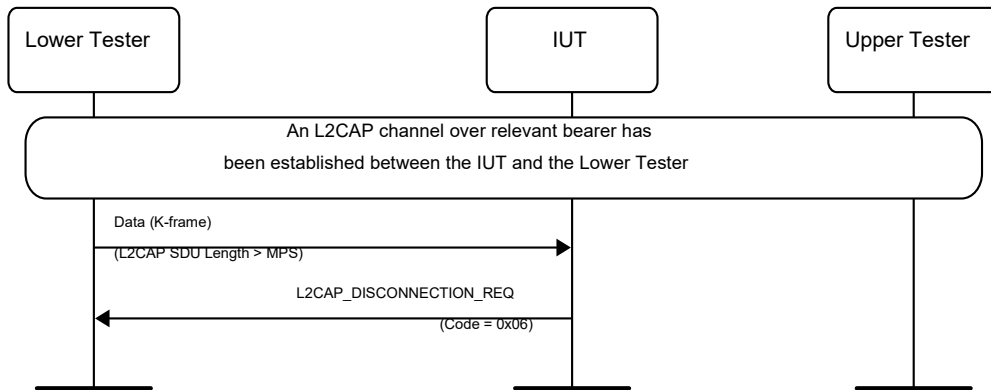 Lower Tester
IUT
Upper Tester
An L2CAP channel over relevant bearer has
been established between the IUT and the Lower Tester
Data (K-frame)
(L2CAP SDU Length > MPS)
L2CAP_DISCONNECTION_REQ
(Code = 0x06)